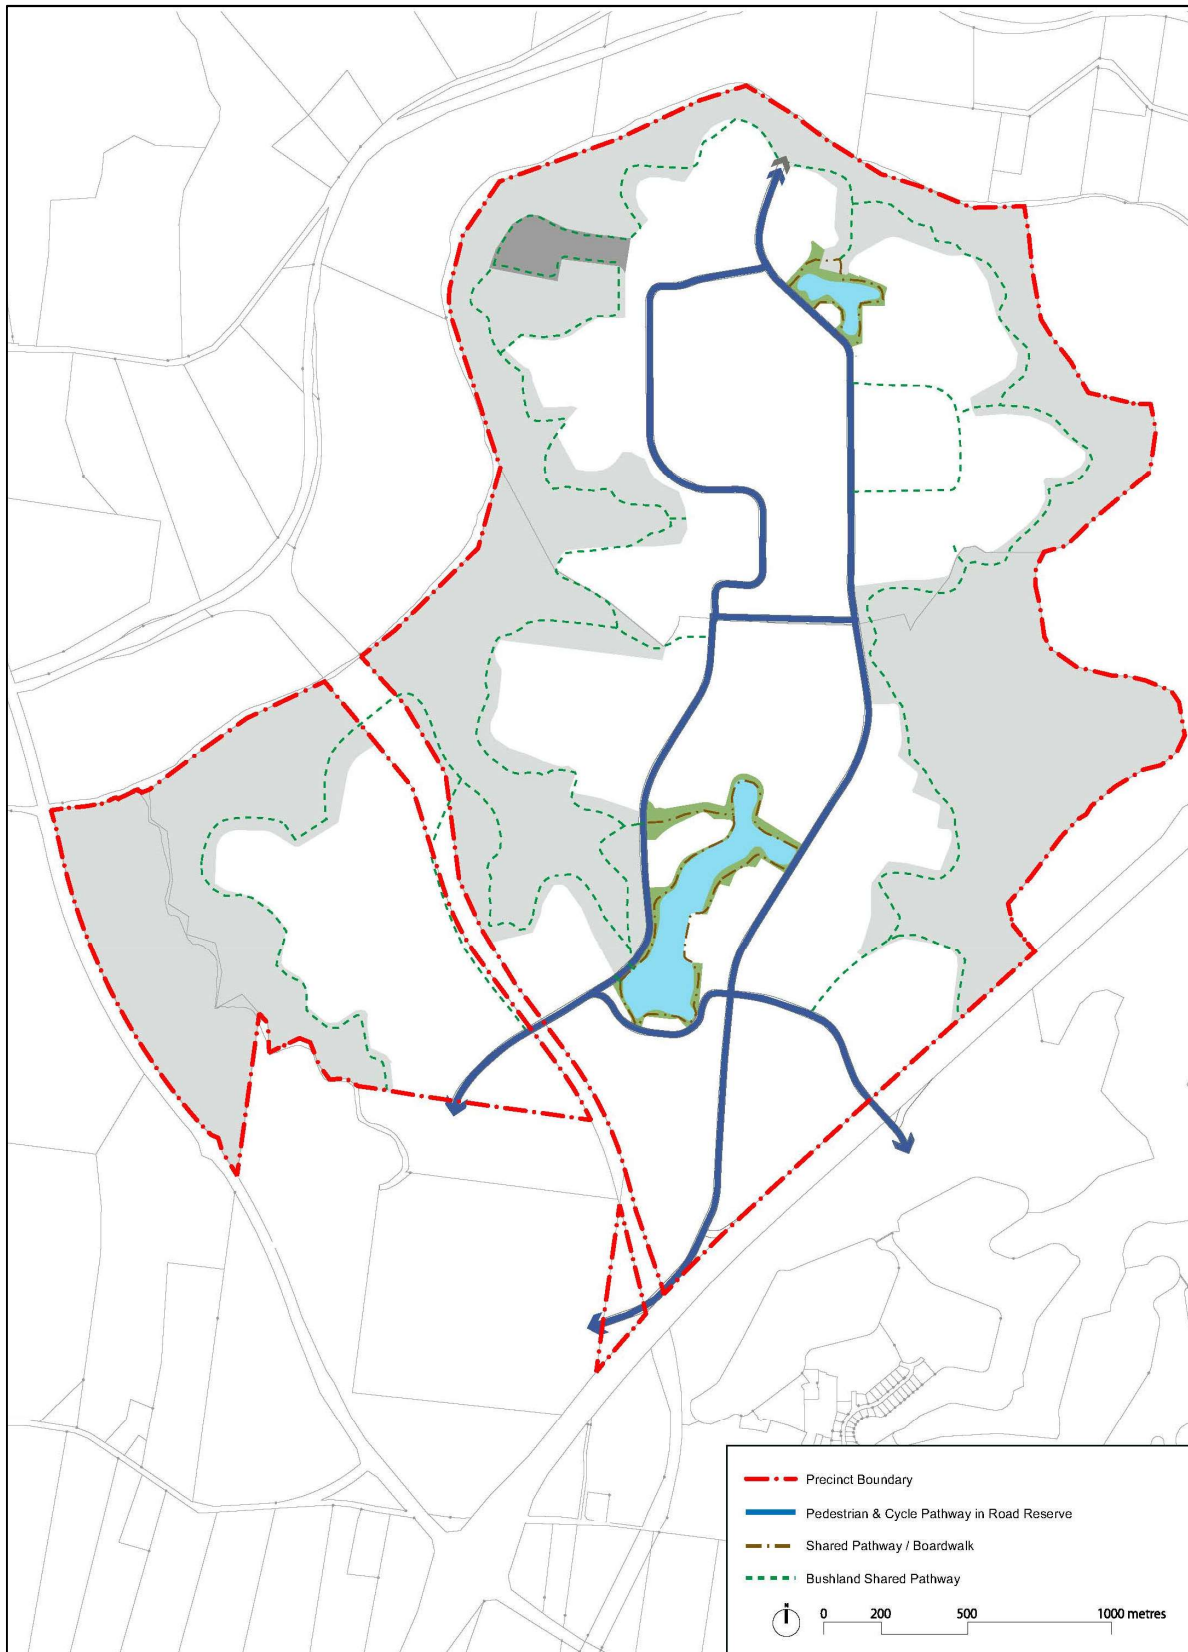 Precinct Boundary
Pedestrian & Cycle Pathway in Road Reserve
Shared Pathway / Boardwalk
Bushland Shared Pathway
0 200 500 1000 metres